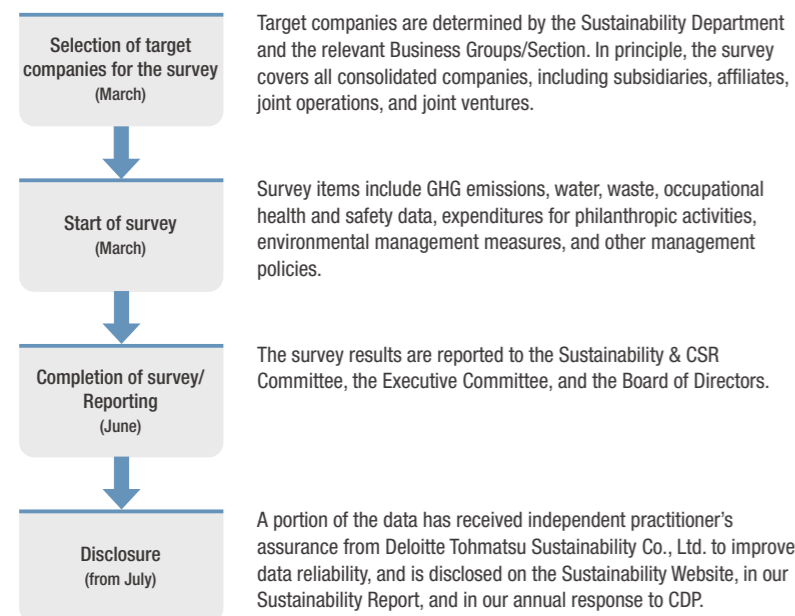 Selection of target
companies for the survey
(March)
Target companies are determined by the Sustainability Department
and the relevant Business Groups/Section. In principle, the survey
covers all consolidated companies, including subsidiaries, affiliates,
joint operations, and joint ventures.
Start of survey
(March)
Survey items include GHG emissions, water, waste, occupational
health and safety data, expenditures for philanthropic activities,
environmental management measures, and other management
policies.
Completion of survey/
Reporting
(June)
The survey results are reported to the Sustainability & CSR
Committee, the Executive Committee, and the Board of Directors.
Disclosure
(from July)
A portion of the data has received independent practitioner's
assurance from Deloitte Tohmatsu Sustainability Co., Ltd. to improve
data reliability, and is disclosed on the Sustainability Website, in our
Sustainability Report, and in our annual response to CDP.